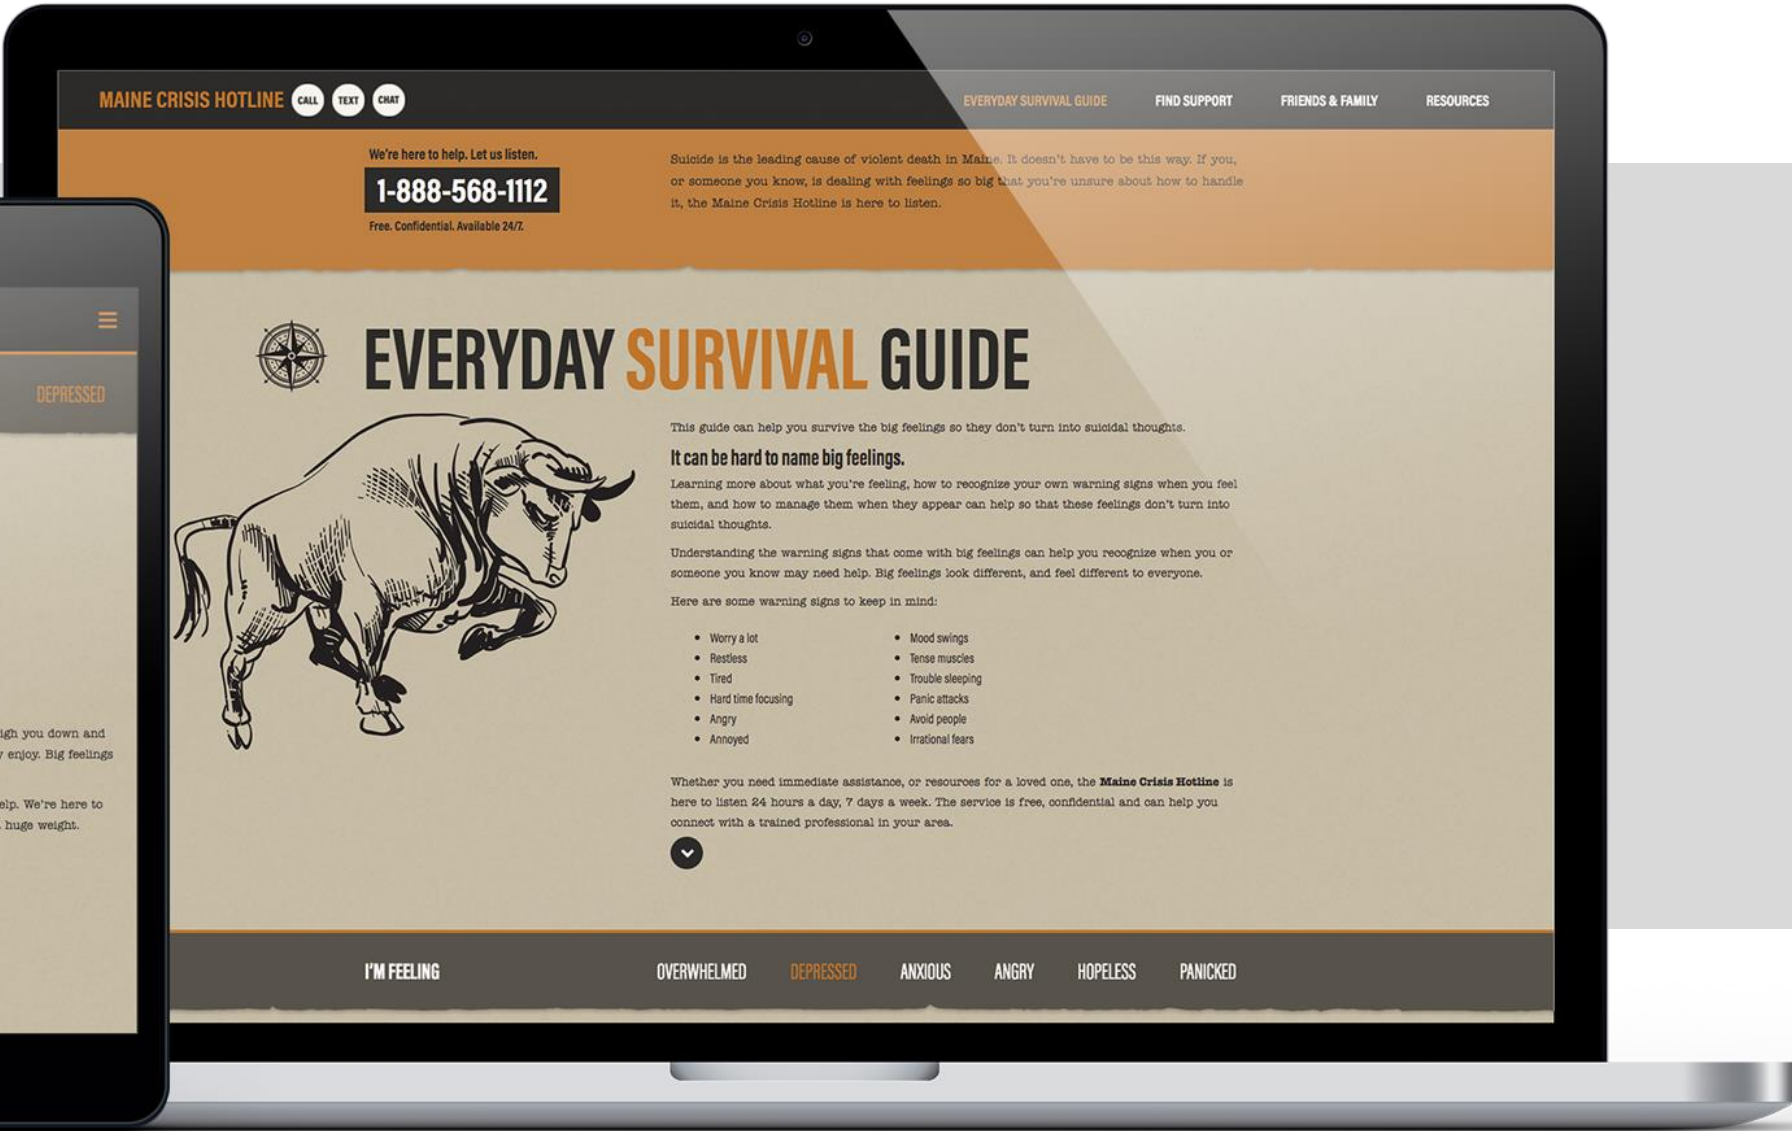 MAINE CRISIS HOTLINE CALL TEXT CHAT
EVERYDAY SURVIVAL GUIDE FIND SUPPORT FRIENDS & FAMILY RESOURCES
We're here to help. Let us listen.
1-888-568-1112
Free. Confidential. Available 24/7.
Suicide is the leading cause of violent death in Maine. It doesn't have to be this way. If you,
or someone you know, is dealing with feelings so big that you're unsure about how to handle
it, the Maine Crisis Hotline is here to listen.
EVERYDAY SURVIVAL GUIDE
This guide can help you survive the big feelings so they don't turn into suicidal thoughts.
It can be hard to name big feelings.
Learning more about what you're feeling, how to recognize your own warning signs when you feel
them, and how to manage them when they appear can help so that these feelings don't turn into
suicidal thoughts.
Understanding the warning signs that come with big feelings can help you recognize when you or
someone you know may need help. Big feelings look different, and feel different to everyone.
Here are some warning signs to keep in mind:
• Worry a lot
• Restless
• Tired
• Hard time focusing
• Angry
• Annoyed
• Mood swings
• Tense muscles
• Trouble sleeping
• Panic attacks
• Avoid people
• Irrational fears
Whether you need immediate assistance, or resources for a loved one, the Maine Crisis Hotline is
here to listen 24 hours a day, 7 days a week. The service is free, confidential and can help you
connect with a trained professional in your area.
I'M FEELING OVERWHELMED DEPRESSED ANXIOUS ANGRY HOPELESS PANICKED
DEPRESSED
you down and
enjoy. Big feelings
We're here to
huge weight.